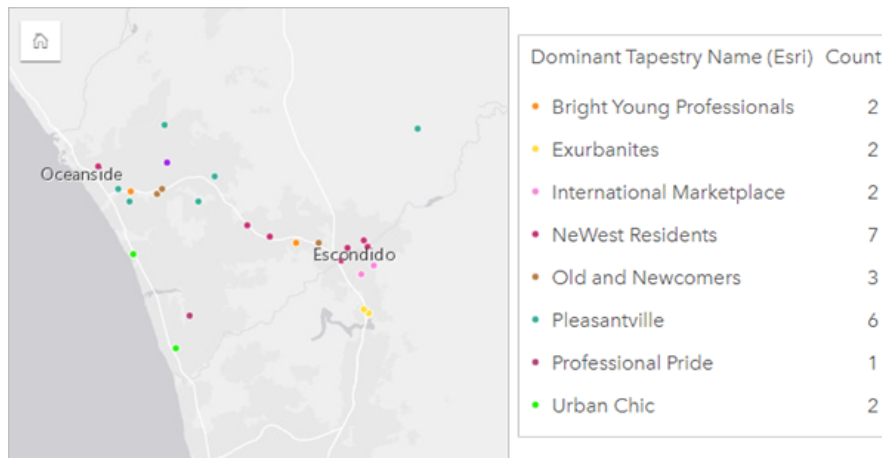 Oceanside
Escondido
Dominant Tapestry Name (Esri) Count
Bright Young Professionals 2
Exurbanites 2
International Marketplace 2
NeWest Residents 7
Old and Newcomers 3
Pleasantville 6
Professional Pride 1
Urban Chic 2